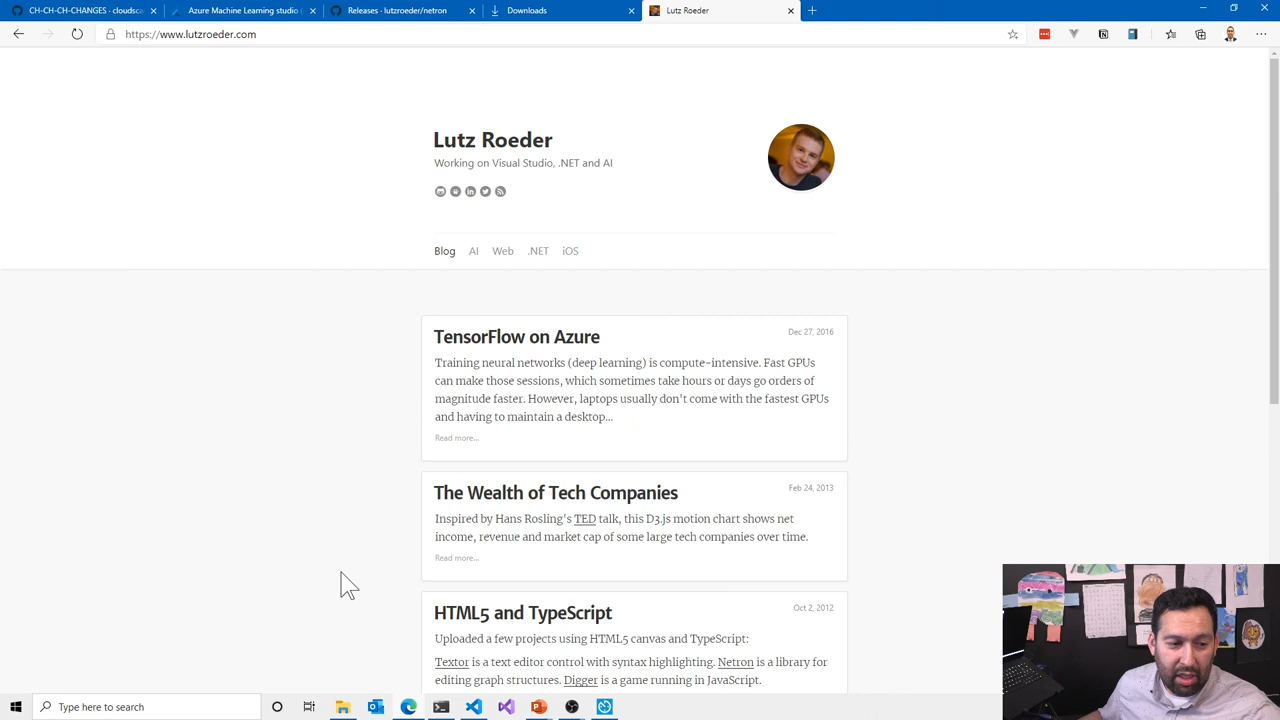 CH-CH-CH-CHANGES · cloudsca
Azure Machine Learning studio (
Releases · lutzroeder/netron
Downloads
Lutz Roeder
https://www.lutzroeder.com
Lutz Roeder
Working on Visual Studio, .NET and AI
Blog AI Web .NET iOS
TensorFlow on Azure
Dec 27, 2016
Training neural networks (deep learning) is compute-intensive. Fast GPUs
can make those sessions, which sometimes take hours or days go orders of
magnitude faster. However, laptops usually don't come with the fastest GPUs
and having to maintain a desktop...
Read more...
The Wealth of Tech Companies
Feb 24, 2013
Inspired by Hans Rosling's TED talk, this D3.js motion chart shows net
income, revenue and market cap of some large tech companies over time.
Read more...
HTML5 and TypeScript
Oct 2, 2012
Uploaded a few projects using HTML5 canvas and TypeScript:
Textor is a text editor control with syntax highlighting. Netron is a library for
editing graph structures. Digger is a game running in JavaScript.
Type here to search